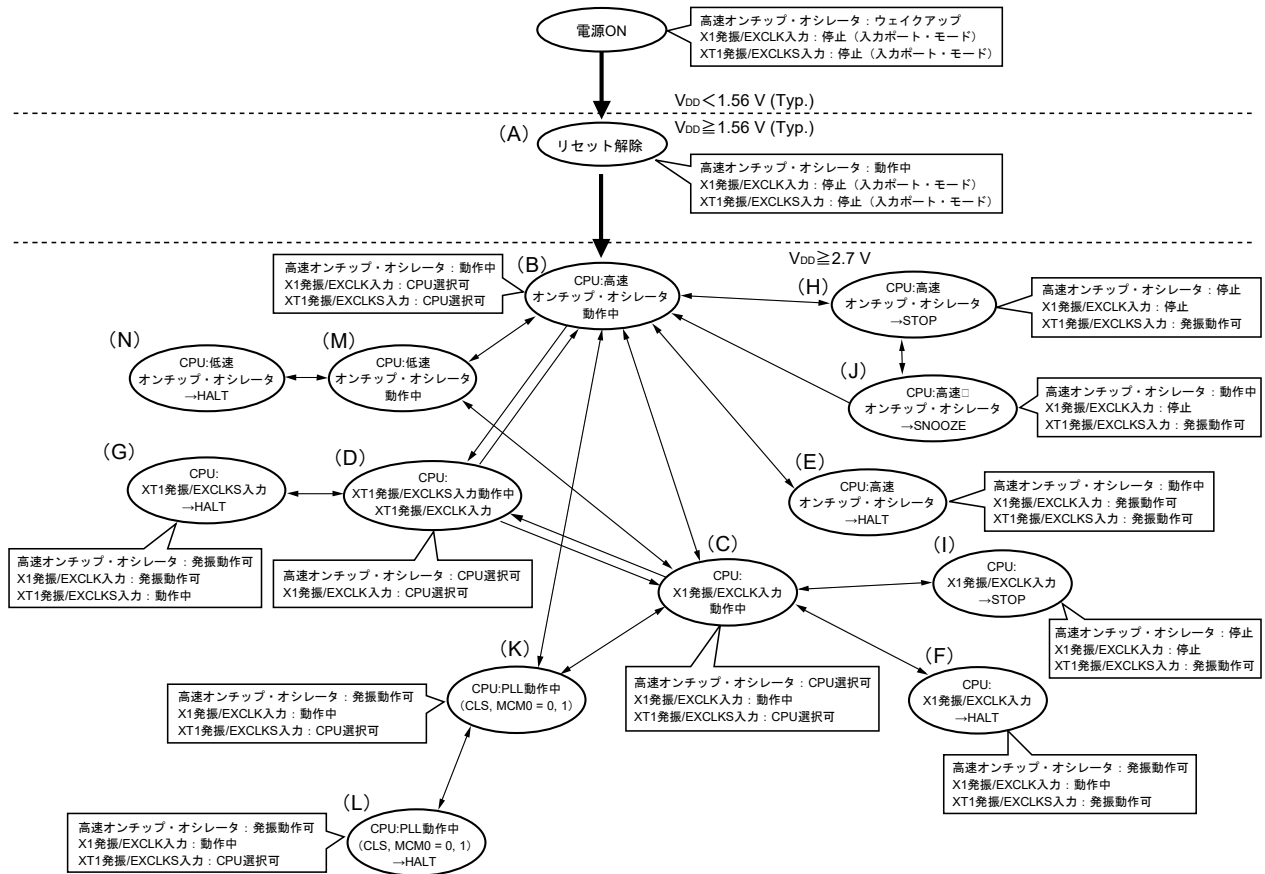 電源ON
高速オンチップ・オシレータ：ウェイクアップ
X1発振/EXCLK入力：停止（入力ポート・モード）
XT1発振/EXCLKS入力：停止（入力ポート・モード）
VDD＜1.56 V (Typ.)
VDD≧1.56 V (Typ.)
（A）
リセット解除
高速オンチップ・オシレータ：動作中
X1発振/EXCLK入力：停止（入力ポート・モード）
XT1発振/EXCLKS入力：停止（入力ポート・モード）
VDD≧2.7 V
高速オンチップ・オシレータ：動作中
X1発振/EXCLK入力：CPU選択可
XT1発振/EXCLKS入力：CPU選択可
（B）
CPU:高速
オンチップ・オシレータ
動作中
（H）
CPU:高速
オンチップ・オシレータ
→STOP
高速オンチップ・オシレータ：停止
X1発振/EXCLK入力：停止
XT1発振/EXCLKS入力：発振動作可
（N）
CPU:低速
オンチップ・オシレータ
→HALT
（M）
CPU:低速
オンチップ・オシレータ
動作中
（J）
CPU:高速□
オンチップ・オシレータ
→SNOOZE
高速オンチップ・オシレータ：動作中
X1発振/EXCLK入力：停止
XT1発振/EXCLKS入力：発振動作可
（G）
CPU:
XT1発振/EXCLKS入力
→HALT
（D）
CPU:
XT1発振/EXCLKS入力動作中
XT1発振/EXCLK入力
（E）
CPU:高速
オンチップ・オシレータ
→HALT
高速オンチップ・オシレータ：動作中
X1発振/EXCLK入力：発振動作可
XT1発振/EXCLKS入力：発振動作可
高速オンチップ・オシレータ：発振動作可
X1発振/EXCLK入力：発振動作可
XT1発振/EXCLKS入力：動作中
高速オンチップ・オシレータ：CPU選択可
X1発振/EXCLK入力：CPU選択可
（C）
CPU:
X1発振/EXCLK入力
動作中
（I）
CPU:
X1発振/EXCLK入力
→STOP
高速オンチップ・オシレータ：停止
X1発振/EXCLK入力：停止
XT1発振/EXCLKS入力：発振動作可
（K）
CPU:PLL動作中
（CLS, MCM0 = 0, 1）
高速オンチップ・オシレータ：発振動作可
X1発振/EXCLK入力：動作中
XT1発振/EXCLKS入力：CPU選択可
高速オンチップ・オシレータ：CPU選択可
X1発振/EXCLK入力：動作中
XT1発振/EXCLKS入力：CPU選択可
（F）
CPU:
X1発振/EXCLK入力
→HALT
高速オンチップ・オシレータ：発振動作可
X1発振/EXCLK入力：動作中
XT1発振/EXCLKS入力：発振動作可
（L）
CPU:PLL動作中
（CLS, MCM0 = 0, 1）
→HALT
高速オンチップ・オシレータ：発振動作可
X1発振/EXCLK入力：動作中
XT1発振/EXCLKS入力：CPU選択可